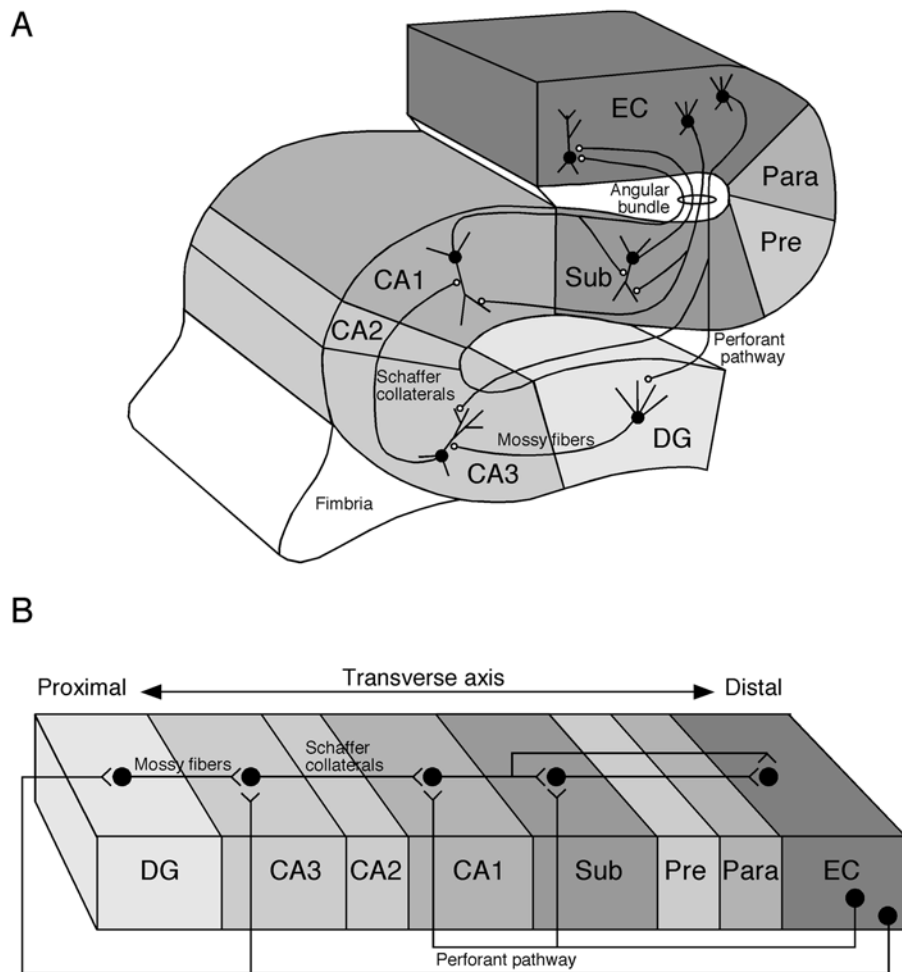 A
EC
Para
Angular
bundle
Pre
CA1
Sub
CA2
Perforant
pathway
Schaffer
collaterals
Mossy fibers
DG
CA3
Fimbria
B
Proximal
Transverse axis
Distal
Mossy fibers
Schaffer
collaterals
DG
CA3
CA2
CA1
Sub
Pre
Para
EC
Perforant pathway